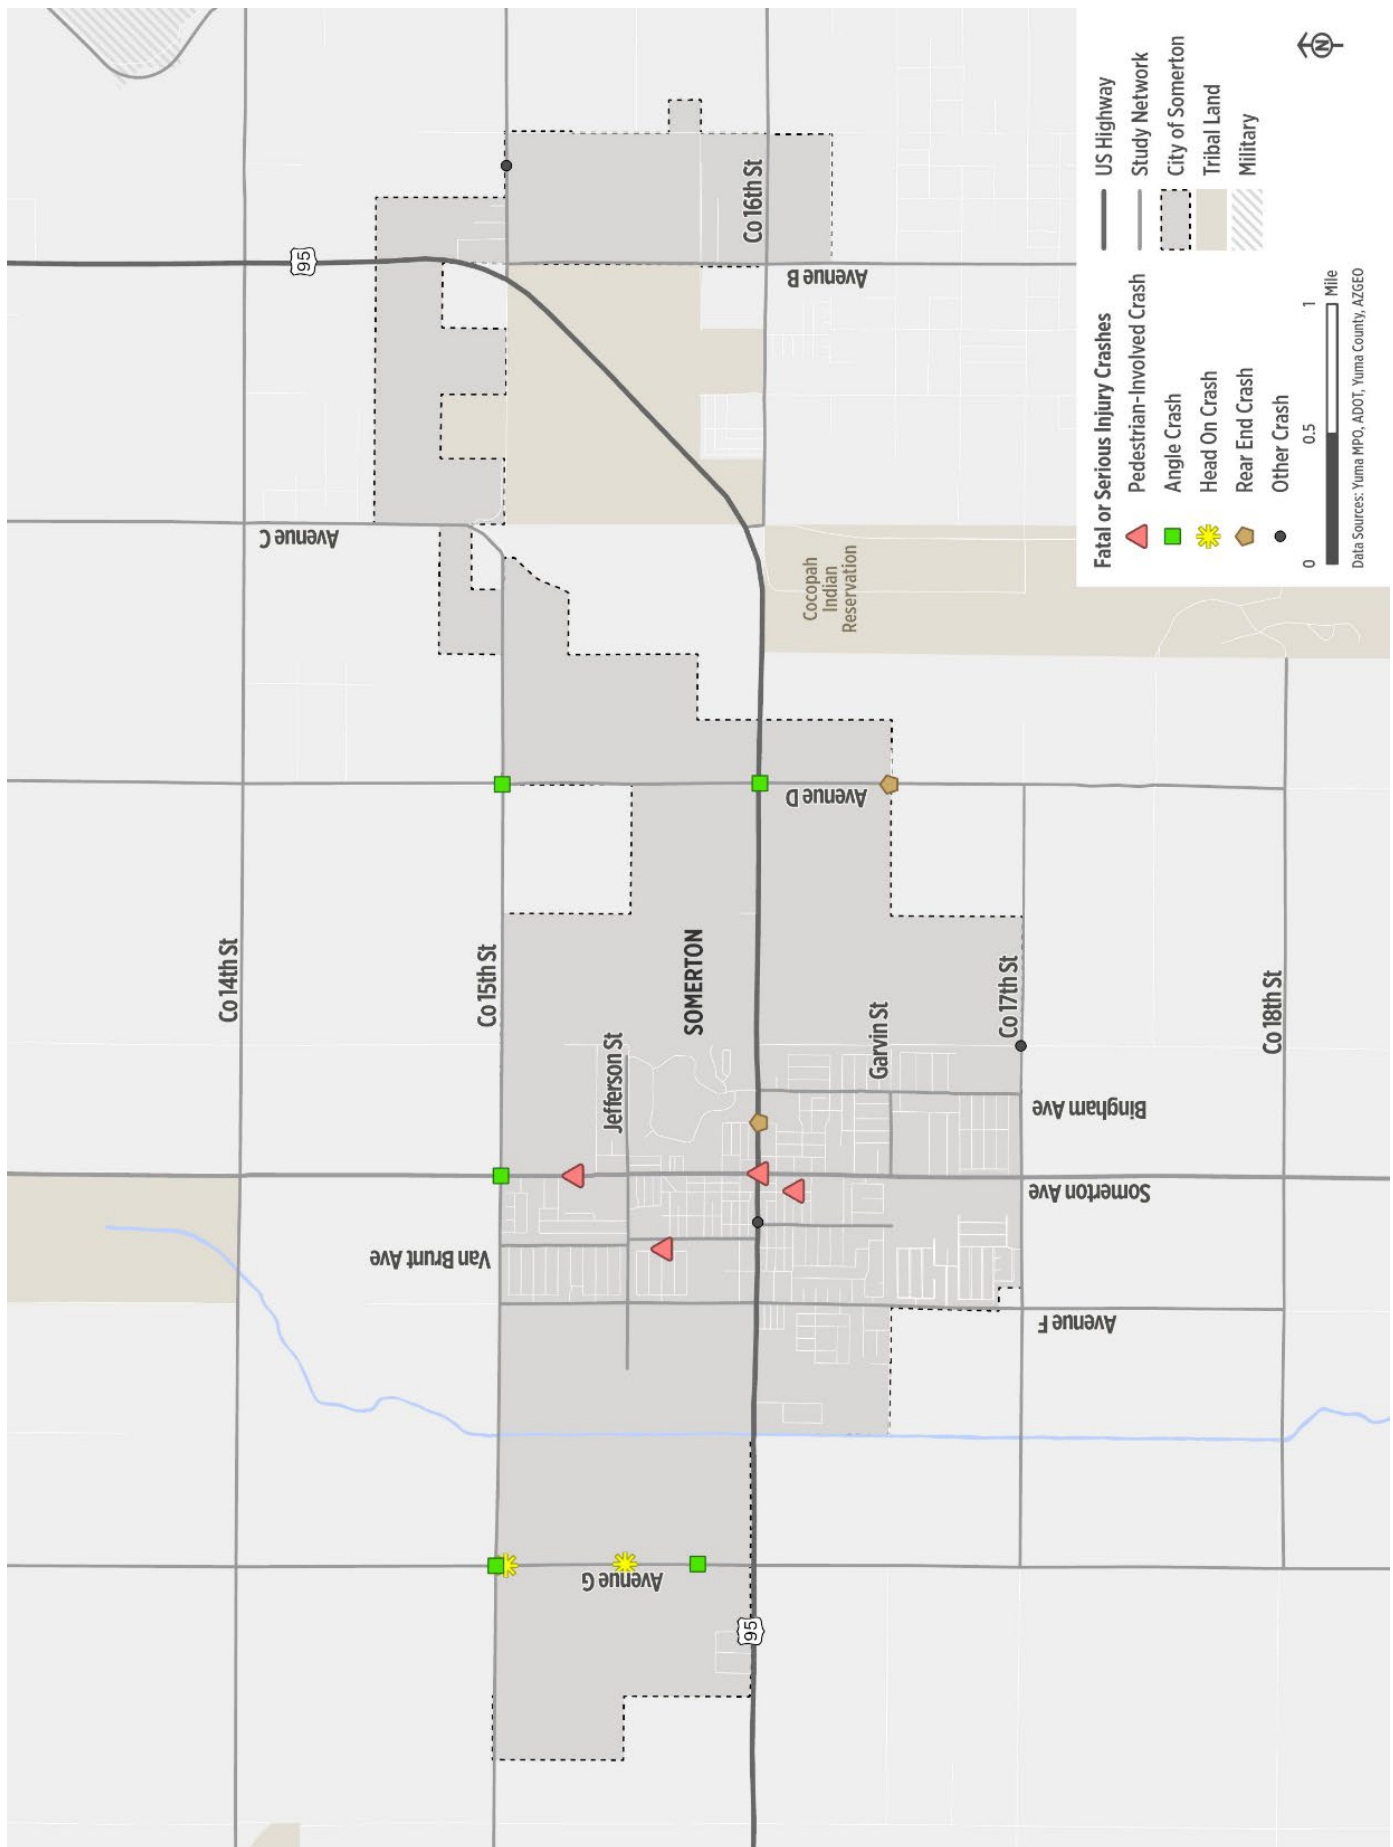 95
Co 14th St
Co 15th St
Co 16th St
Co 17th St
Co 18th St
Avenue B
Avenue C
Avenue D
Avenue F
Avenue G
Van Brunt Ave
Somerton Ave
Bingham Ave
Jefferson St
Garvin St
SOMERTON
Cocopah
Indian
Reservation
95
Fatal or Serious Injury Crashes
Pedestrian-Involved Crash
Angle Crash
Head On Crash
Rear End Crash
Other Crash
US Highway
Study Network
City of Somerton
Tribal Land
Military
N
0 0.5 1
Mile
Data Sources: Yuma MPO, ADOT, Yuma County, AZGEO